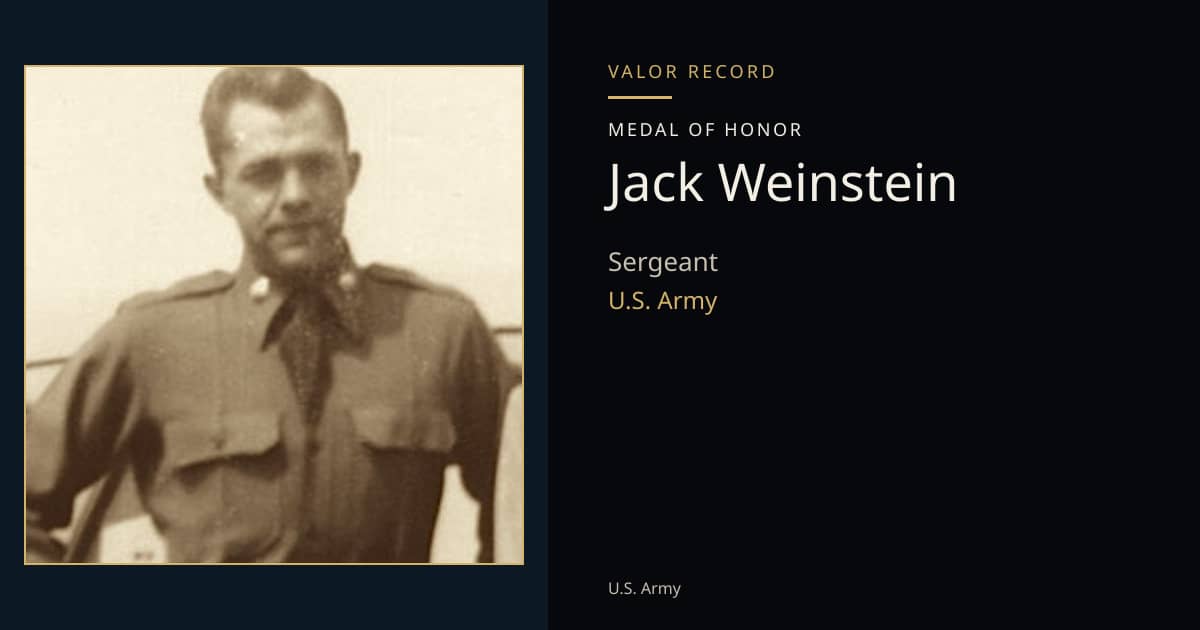 VALOR RECORD
MEDAL OF HONOR
Jack Weinstein
Sergeant
U.S. Army
U.S. Army